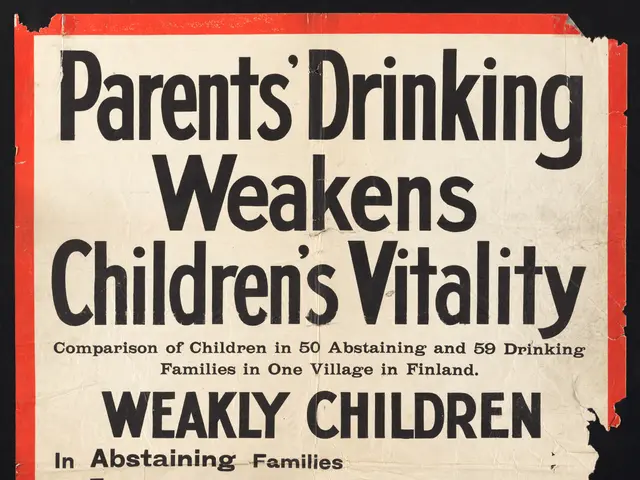 Parents' Drinking
Weakens
Children's Vitality
Comparison of Children in 50 Abstaining and 59 Drinking
Families in One Village in Finland.
WEAKLY CHILDREN
In Abstaining Families